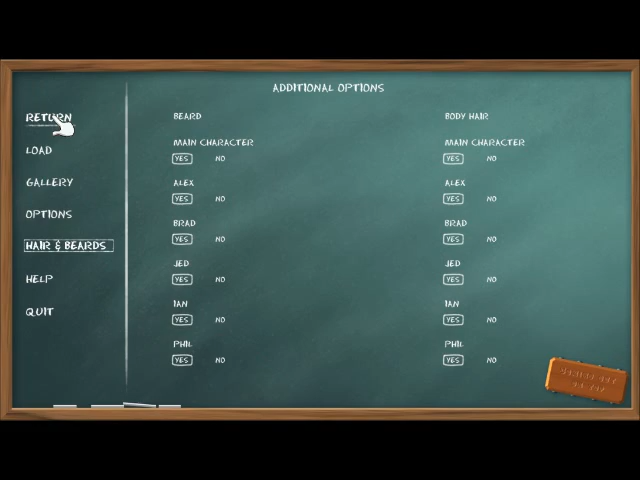 ADDITIONAL OPTIONS
RETURN
LOAD
GALLERY
OPTIONS
HAIR & BEARDS
HELP
QUIT
BEARD
MAIN CHARACTER
YES NO
ALEX
YES NO
BRAD
YES NO
JED
YES NO
IAN
YES NO
PHIL
YES NO
BODY HAIR
MAIN CHARACTER
YES NO
ALEX
YES NO
BRAD
YES NO
JED
YES NO
IAN
YES NO
PHIL
YES NO